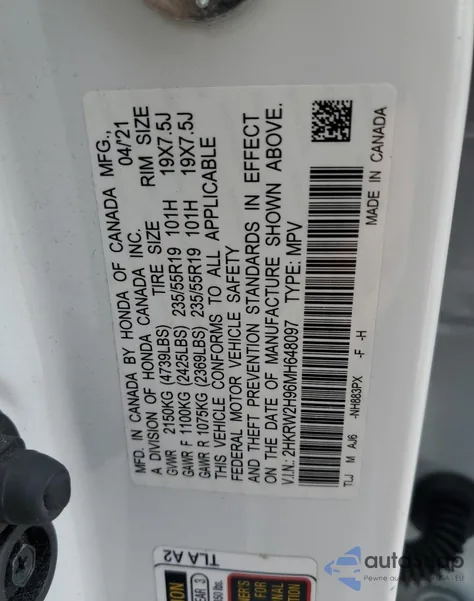 MFD. IN CANADA BY HONDA OF CANADA MFG.,
A DIVISION OF HONDA CANADA INC. 04/'21
TIRE SIZE RIM SIZE
GVWR 2150KG (4739LBS)
GAWR F 1100KG (2425LBS) 235/55R19 101H 19X7.5J
GAWR R 1075KG (2369LBS) 235/55R19 101H 19X7.5J
THIS VEHICLE CONFORMS TO ALL APPLICABLE
FEDERAL MOTOR VEHICLE SAFETY
AND THEFT PREVENTION STANDARDS IN EFFECT
ON THE DATE OF MANUFACTURE SHOWN ABOVE.
V.I.N.: 2HKRW2H96MH648097 TYPE: MPV
TLJ M AJ6 -NH883PX -F -H MADE IN CANADA
TLA A2
autoscap